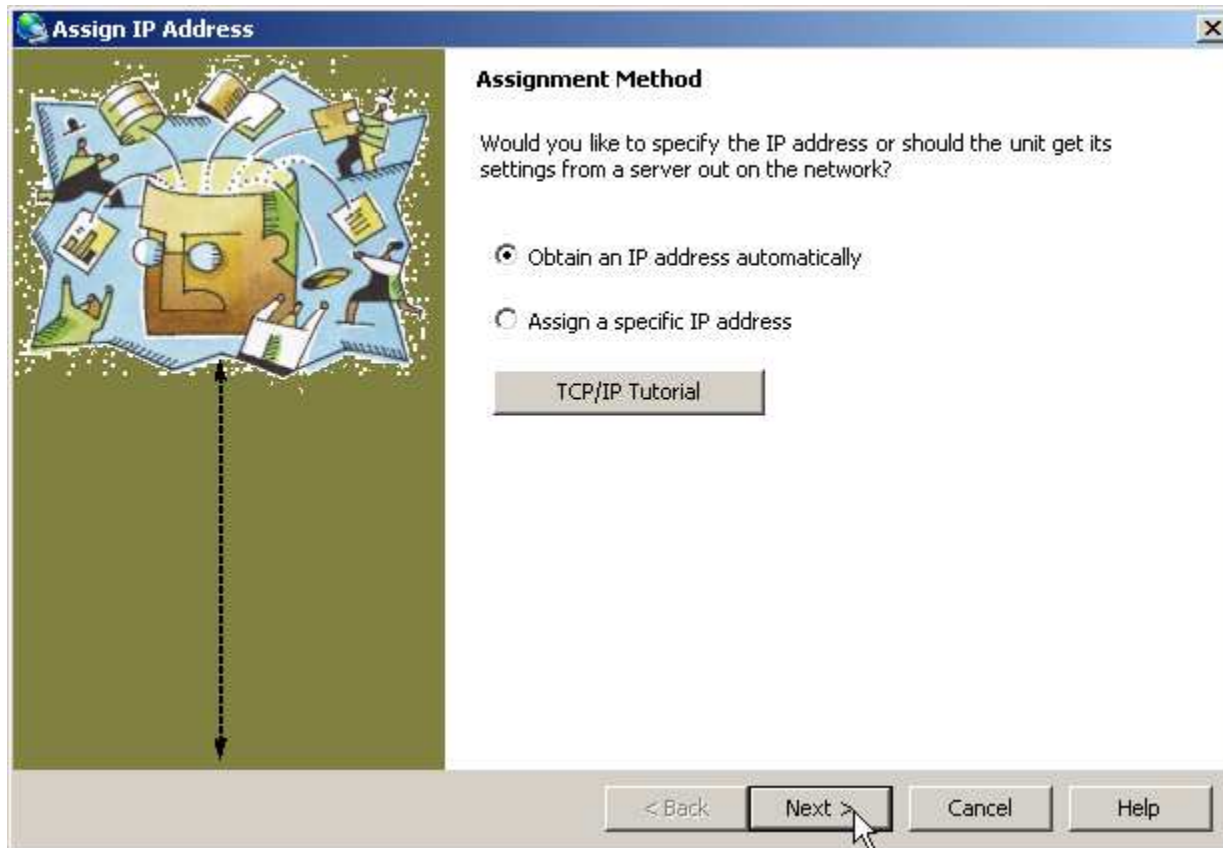 Assign IP Address
Assignment Method
Would you like to specify the IP address or should the unit get its
settings from a server out on the network?
Obtain an IP address automatically
Assign a specific IP address
TCP/IP Tutorial
< Back
Next >
Cancel
Help